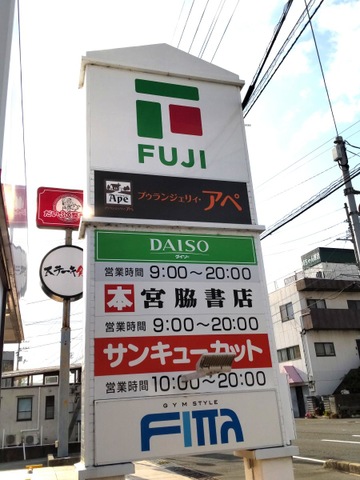 FUJI
Ape
ブゥランジェリィ・アペ
DAISO
ダイソー
営業時間 9:00～20:00
本 宮脇書店
営業時間 9:00～20:00
サンキューカット
営業時間 10:00～20:00
GYM STYLE
FITTA